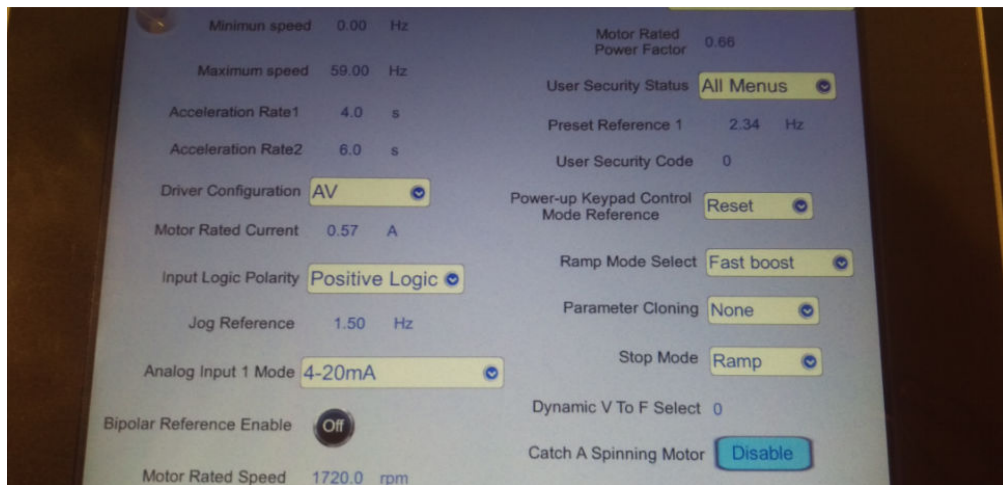 Minimun speed 0.00 Hz
Maximum speed 59.00 Hz
Acceleration Rate1 4.0 s
Acceleration Rate2 6.0 s
Driver Configuration AV
Motor Rated Current 0.57 A
Input Logic Polarity Positive Logic
Jog Reference 1.50 Hz
Analog Input 1 Mode 4-20mA
Bipolar Reference Enable Off
Motor Rated Speed 1720.0 rpm
Motor Rated
Power Factor 0.66
User Security Status All Menus
Preset Reference 1 2.34 Hz
User Security Code 0
Power-up Keypad Control
Mode Reference Reset
Ramp Mode Select Fast boost
Parameter Cloning None
Stop Mode Ramp
Dynamic V To F Select 0
Catch A Spinning Motor Disable